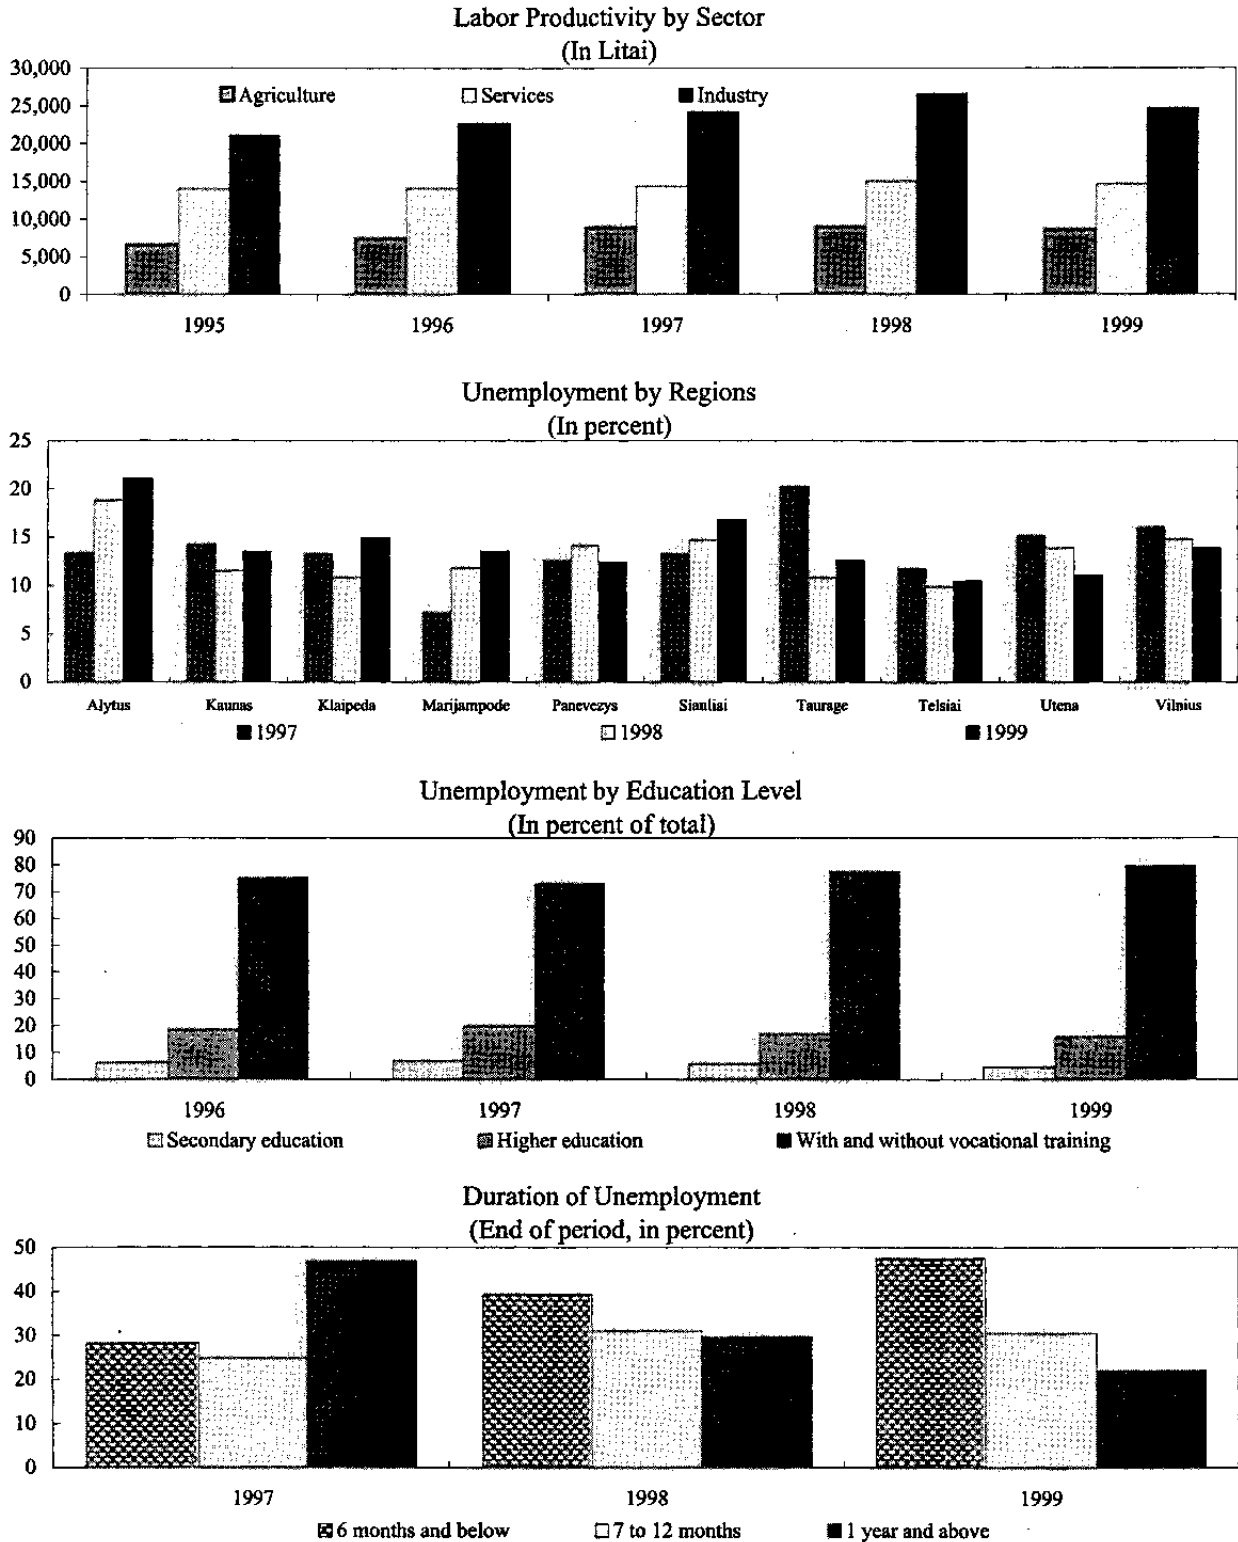 Labor Productivity by Sector
(In Litai)
30,000
Agriculture Services Industry
25,000
20,000
15,000
10,000
5,000
0
1995 1996 1997 1998 1999
Unemployment by Regions
(In percent)
25
20
15
10
5
0
Alytus Kaunas Klaipeda Marijampode Panevezys Siauliai Taurage Telsiai Utena Vilnius
1997 1998 1999
Unemployment by Education Level
(In percent of total)
90
80
70
60
50
40
30
20
10
0
1996 1997 1998 1999
Secondary education Higher education With and without vocational training
Duration of Unemployment
(End of period, in percent)
50
40
30
20
10
0
1997 1998 1999
6 months and below 7 to 12 months 1 year and above